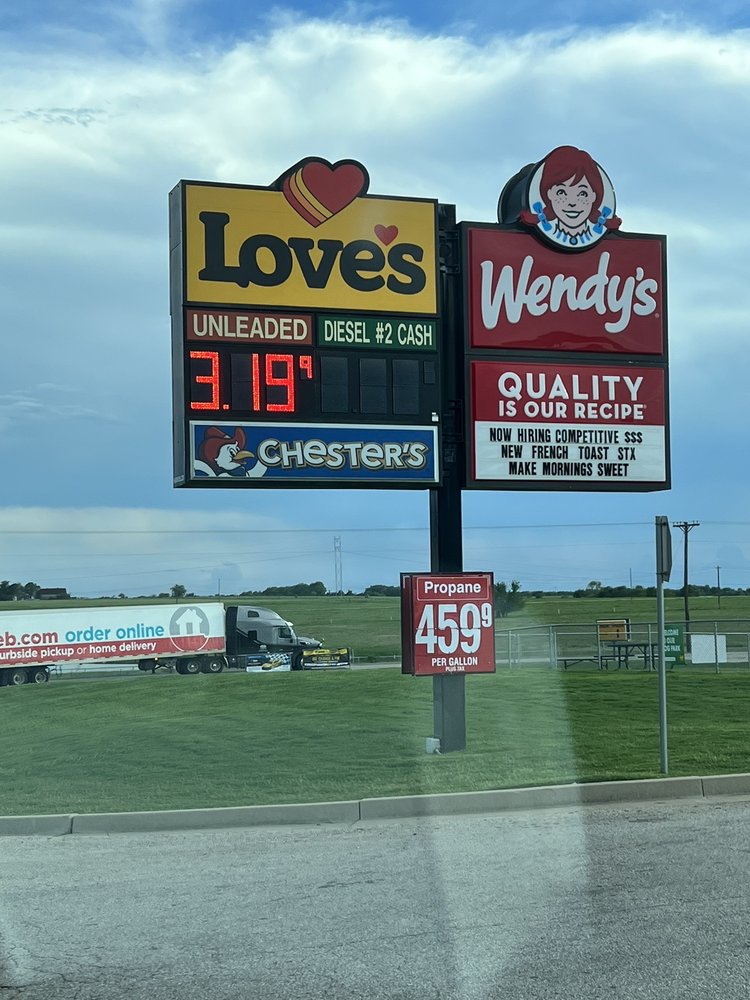 Love's
UNLEADED
DIESEL #2 CASH
3.19⁹
CHESTER'S
Wendy's
QUALITY
IS OUR RECIPE
NOW HIRING COMPETITIVE $$$
NEW FRENCH TOAST STX
MAKE MORNINGS SWEET
Propane
459⁹
PER GALLON
PLUS TAX
eb.com order online
urbside pickup or home delivery